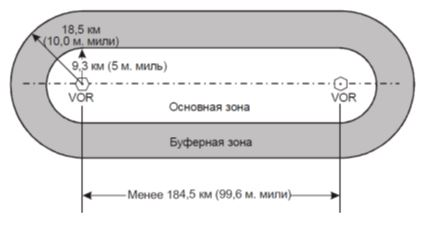 18,5 км
(10,0 м. мили)
9,3 км (5 м. миль)
VOR
VOR
Основная зона
Буферная зона
Менее 184,5 км (99,6 м. мили)